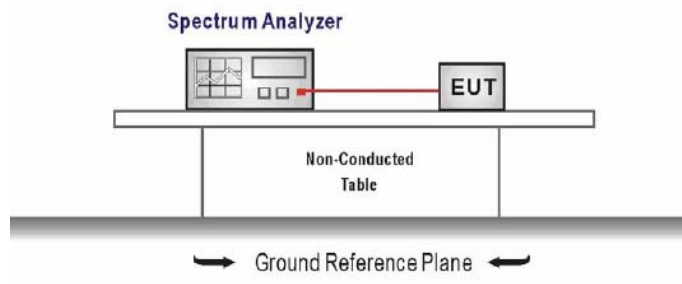 Spectrum Analyzer
EUT
Non-Conducted
Table
Ground Reference Plane